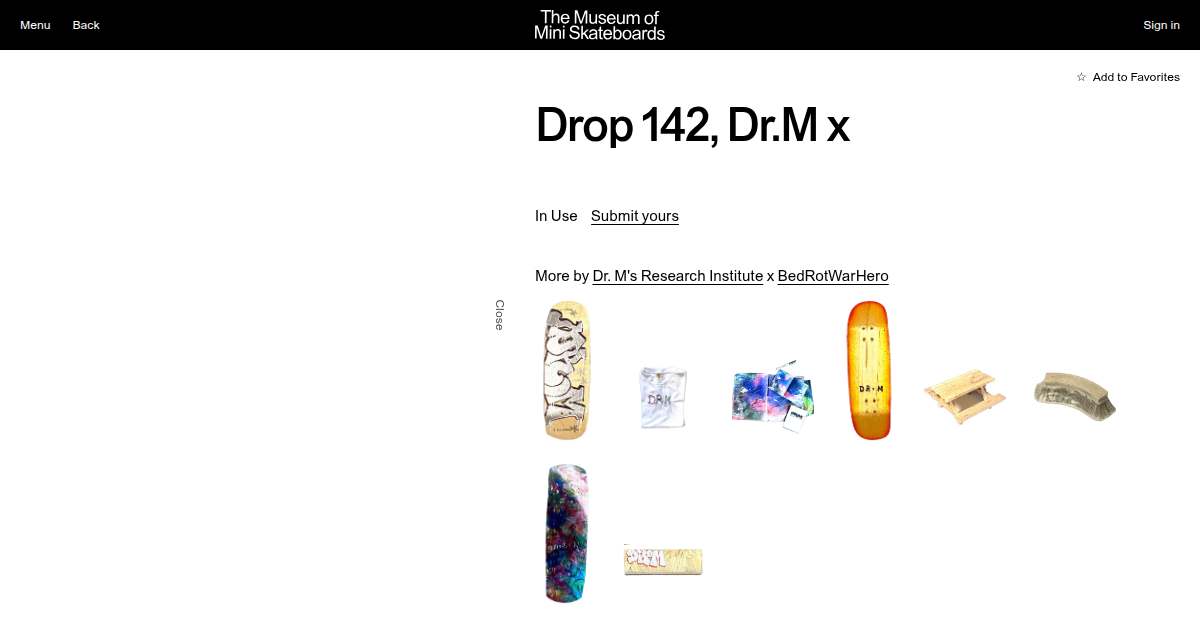 Menu
Back
The Museum of
Mini Skateboards
Sign in
☆ Add to Favorites
Drop 142, Dr.M x
In Use Submit yours
More by Dr. M's Research Institute x BedRotWarHero
Close
DR.M
DR.M